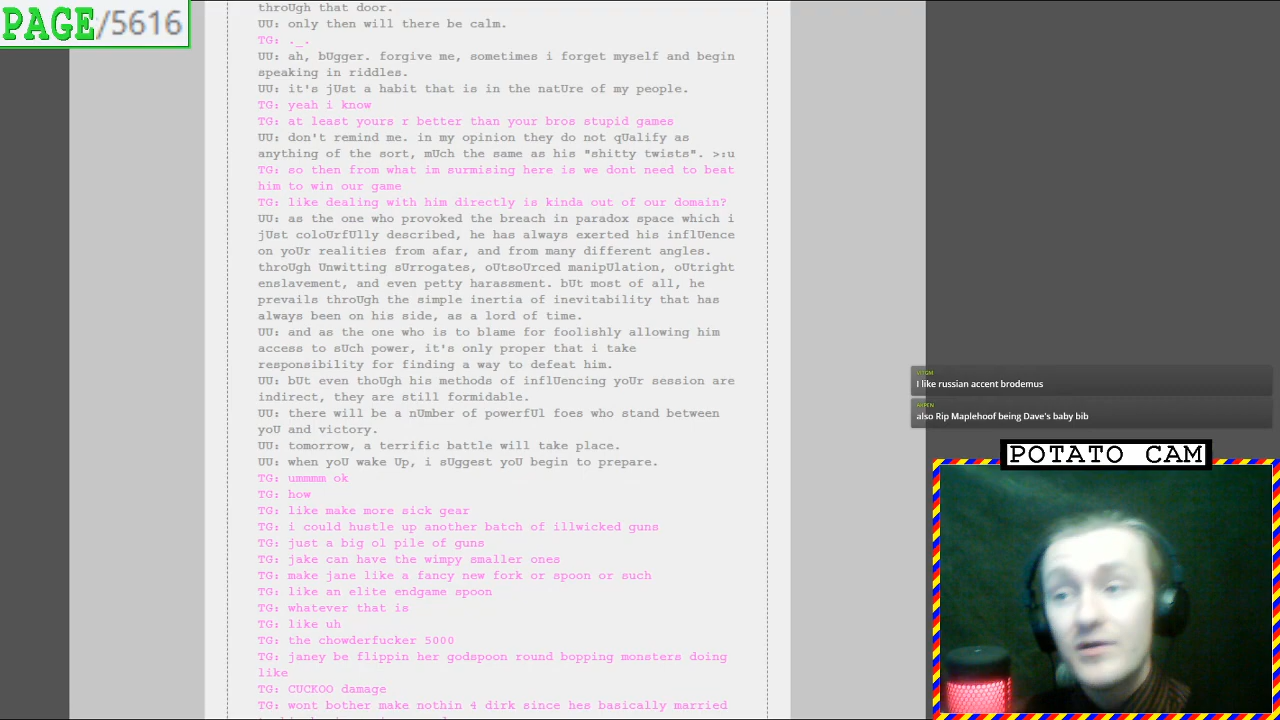 PAGE/5616
throUgh that door.
UU: only then will there be calm.
TG: ._.
UU: ah, bUgger. forgive me, sometimes i forget myself and begin
speaking in riddles.
UU: it's jUst a habit that is in the natUre of my people.
TG: yeah i know
TG: at least yours r better than your bros stupid games
UU: don't remind me. in my opinion they do not qUalify as
anything of the sort, mUch the same as his "shitty twists". >:u
TG: so then from what im surmising here is we dont need to beat
him to win our game
TG: like dealing with him directly is kinda out of our domain?
UU: as the one who provoked the breach in paradox space which i
jUst coloUrfUlly described, he has always exerted his inflUence
on yoUr realities from afar, and from many different angles.
throUgh Unwitting sUrrogates, oUtsoUrced manipUlation, oUtright
enslavement, and even petty harassment. bUt most of all, he
prevails throUgh the simple inertia of inevitability that has
always been on his side, as a lord of time.
UU: and as the one who is to blame for foolishly allowing him
access to sUch power, it's only proper that i take
responsibility for finding a way to defeat him.
UU: bUt even thoUgh his methods of inflUencing yoUr session are
indirect, they are still formidable.
UU: there will be a nUmber of powerfUl foes who stand between
yoU and victory.
UU: tomorrow, a terrific battle will take place.
UU: when yoU wake Up, i sUggest yoU begin to prepare.
TG: ummmm ok
TG: how
TG: like make more sick gear
TG: i could hustle up another batch of illwicked guns
TG: just a big ol pile of guns
TG: jake can have the wimpy smaller ones
TG: make jane like a fancy new fork or spoon or such
TG: like an elite endgame spoon
TG: whatever that is
TG: like uh
TG: the chowderfucker 5000
TG: janey be flippin her godspoon round bopping monsters doing
like
TG: CUCKOO damage
TG: wont bother make nothin 4 dirk since hes basically married
I like russian accent brodemus
also Rip Maplehoof being Dave's baby bib
POTATO CAM